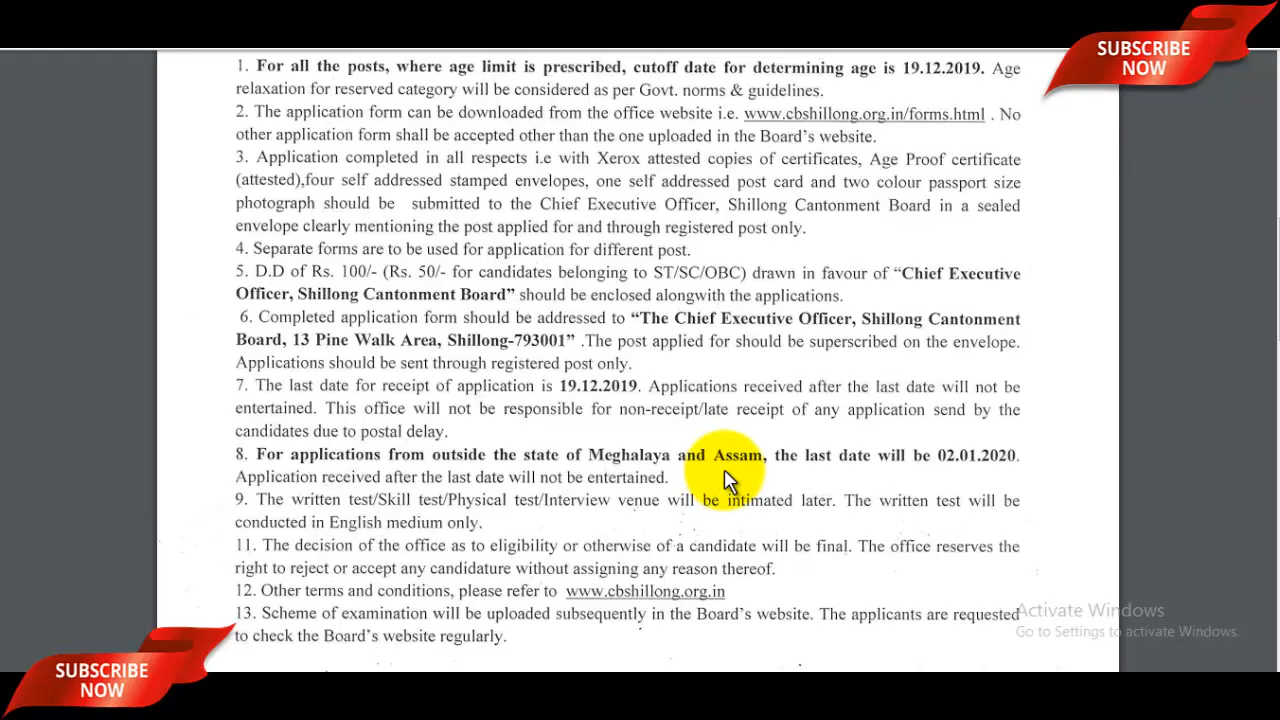 SUBSCRIBE
NOW
1. For all the posts, where age limit is prescribed, cutoff date for determining age is 19.12.2019. Age
relaxation for reserved category will be considered as per Govt. norms & guidelines.
2. The application form can be downloaded from the office website i.e. www.cbshillong.org.in/forms.html . No
other application form shall be accepted other than the one uploaded in the Board's website.
3. Application completed in all respects i.e with Xerox attested copies of certificates, Age Proof certificate
(attested),four self addressed stamped envelopes, one self addressed post card and two colour passport size
photograph should be submitted to the Chief Executive Officer, Shillong Cantonment Board in a sealed
envelope clearly mentioning the post applied for and through registered post only.
4. Separate forms are to be used for application for different post.
5. D.D of Rs. 100/- (Rs. 50/- for candidates belonging to ST/SC/OBC) drawn in favour of “Chief Executive
Officer, Shillong Cantonment Board” should be enclosed alongwith the applications.
6. Completed application form should be addressed to “The Chief Executive Officer, Shillong Cantonment
Board, 13 Pine Walk Area, Shillong-793001” .The post applied for should be superscribed on the envelope.
Applications should be sent through registered post only.
7. The last date for receipt of application is 19.12.2019. Applications received after the last date will not be
entertained. This office will not be responsible for non-receipt/late receipt of any application send by the
candidates due to postal delay.
8. For applications from outside the state of Meghalaya and Assam, the last date will be 02.01.2020.
Application received after the last date will not be entertained.
9. The written test/Skill test/Physical test/Interview venue will be intimated later. The written test will be
conducted in English medium only.
11. The decision of the office as to eligibility or otherwise of a candidate will be final. The office reserves the
right to reject or accept any candidature without assigning any reason thereof.
12. Other terms and conditions, please refer to www.cbshillong.org.in
13. Scheme of examination will be uploaded subsequently in the Board's website. The applicants are requested
to check the Board's website regularly.
Activate Windows
Go to Settings to activate Windows.
SUBSCRIBE
NOW